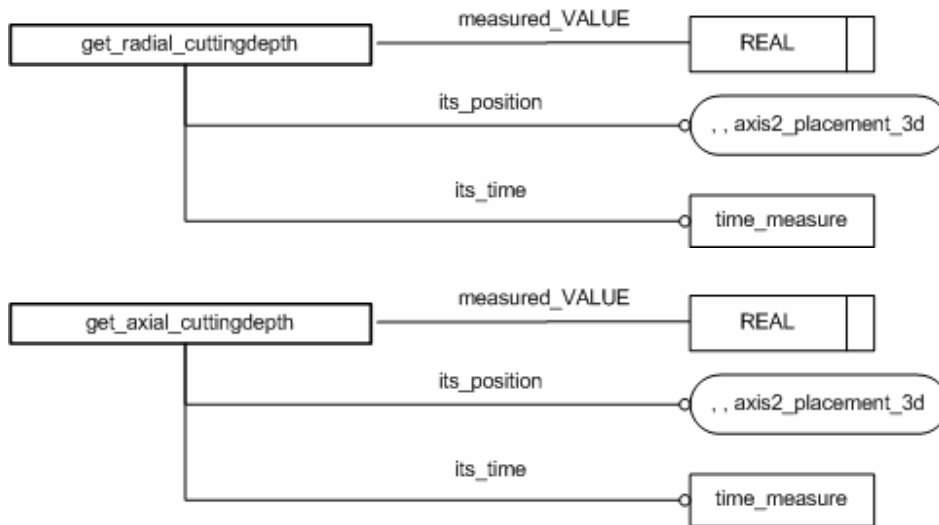 measured_VALUE
get_radial_cuttingdepth
REAL
its_position
, , axis2_placement_3d
its_time
time_measure
measured_VALUE
get_axial_cuttingdepth
REAL
its_position
, , axis2_placement_3d
its_time
time_measure